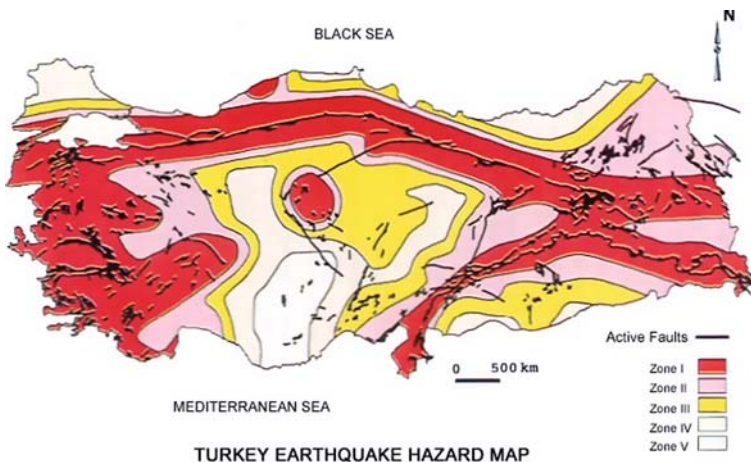 N
BLACK SEA
Active Faults
Zone I
Zone II
Zone III
Zone IV
Zone V
0 500 km
MEDITERRANEAN SEA
TURKEY EARTHQUAKE HAZARD MAP